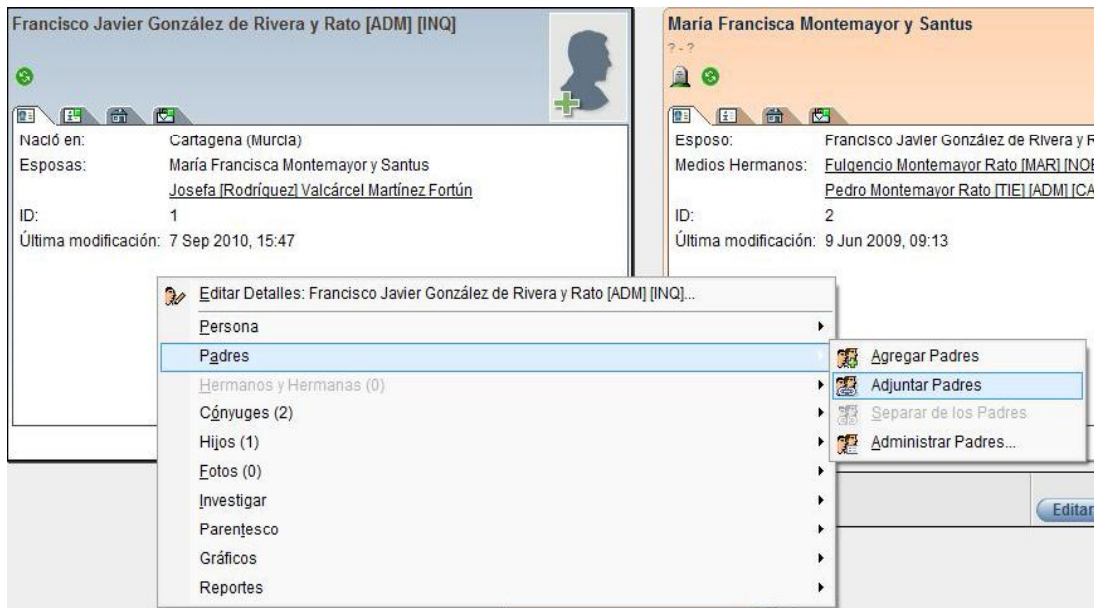 Francisco Javier González de Rivera y Rato [ADM] [INQ]
Nació en: Cartagena (Murcia)
Esposas: María Francisca Montemayor y Santus
Josefa [Rodríguez] Valcárcel Martínez Fortún
ID: 1
Última modificación: 7 Sep 2010, 15:47
María Francisca Montemayor y Santus
? - ?
Esposo: Francisco Javier González de Rivera y R
Medios Hermanos: Fulgencio Montemayor Rato [MAR] [NOB
Pedro Montemayor Rato [TIE] [ADM] [CA
ID: 2
Última modificación: 9 Jun 2009, 09:13
Editar Detalles: Francisco Javier González de Rivera y Rato [ADM] [INQ]...
Persona
Padres
Hermanos y Hermanas (0)
Cónyuges (2)
Hijos (1)
Fotos (0)
Investigar
Parentesco
Gráficos
Reportes
Agregar Padres
Adjuntar Padres
Separar de los Padres
Administrar Padres...
Editar